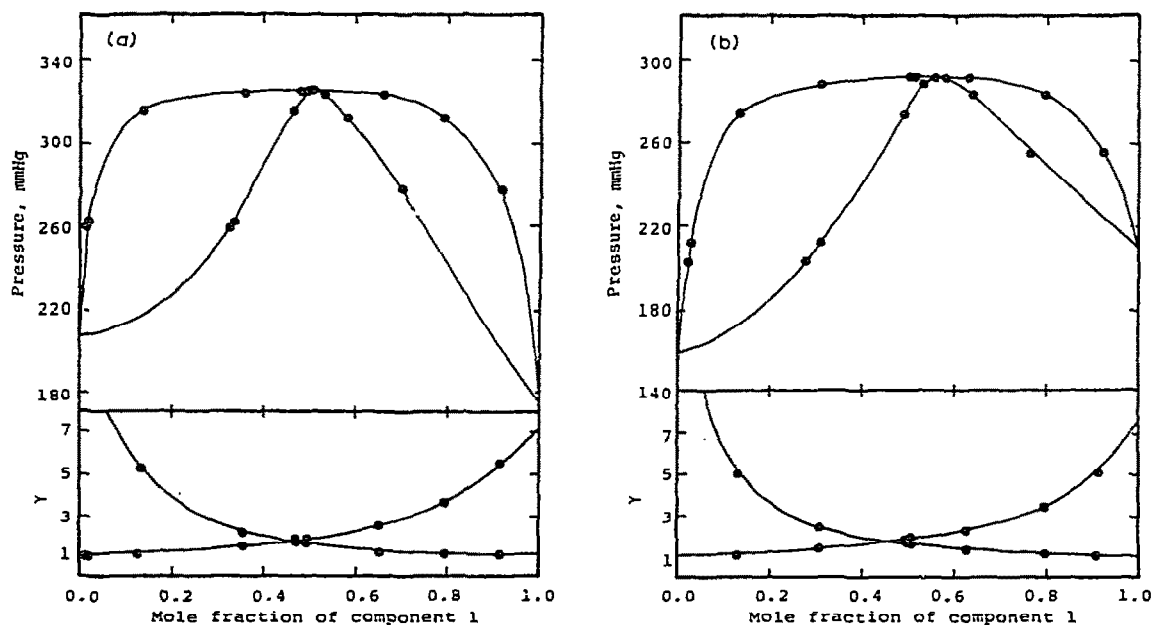 (a)
Pressure, mmHg
340
300
260
220
180
γ
7
5
3
1
0.0 0.2 0.4 0.6 0.8 1.0
Mole fraction of component 1
(b)
Pressure, mmHg
300
260
220
180
140
γ
7
5
3
1
0.0 0.2 0.4 0.6 0.8 1.0
Mole fraction of component 1